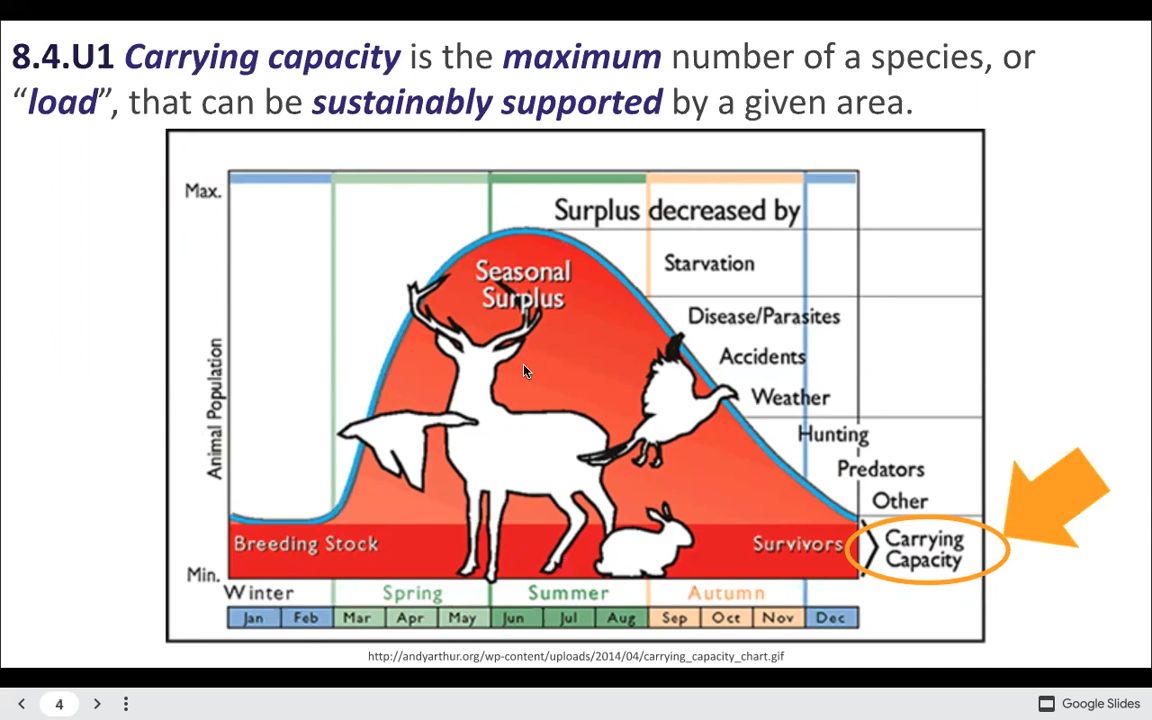 8.4.U1 Carrying capacity is the maximum number of a species, or
“load”, that can be sustainably supported by a given area.
Max.
Surplus decreased by
Seasonal
Surplus
Starvation
Disease/Parasites
Accidents
Weather
Hunting
Predators
Other
Animal Population
Breeding Stock
Survivors
Carrying
Capacity
Min.
Winter Spring Summer Autumn
Jan Feb Mar Apr May Jun Jul Aug Sep Oct Nov Dec
http://andyarthur.org/wp-content/uploads/2014/04/carrying_capacity_chart.gif
4
Google Slides